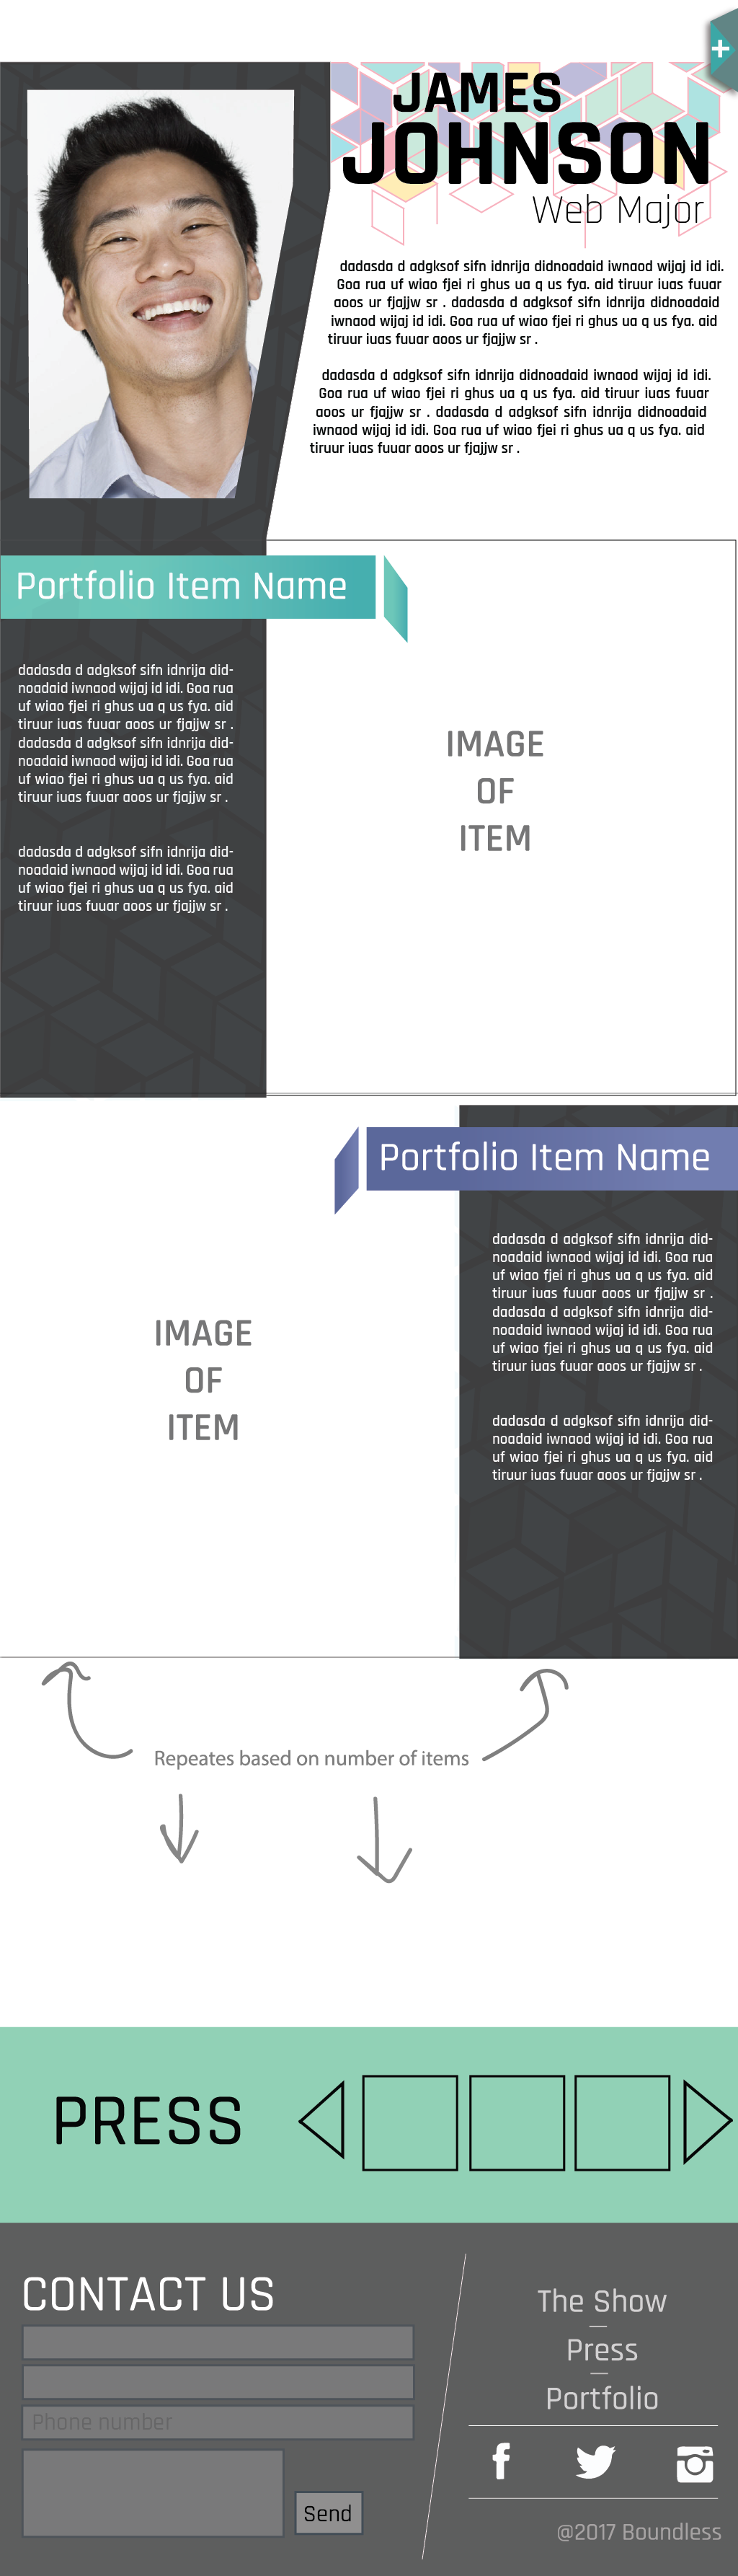 +
JAMES
JOHNSON
Web Major
dadasda d adgksof sifn idnrija didnoadaid iwnaod wijaj id idi.
Goa rua uf wiao fjei ri ghus ua q us fya. aid tiruur iuas fuuar
aoos ur fjajjw sr . dadasda d adgksof sifn idnrija didnoadaid
iwnaod wijaj id idi. Goa rua uf wiao fjei ri ghus ua q us fya. aid
tiruur iuas fuuar aoos ur fjajjw sr .
dadasda d adgksof sifn idnrija didnoadaid iwnaod wijaj id idi.
Goa rua uf wiao fjei ri ghus ua q us fya. aid tiruur iuas fuuar
aoos ur fjajjw sr . dadasda d adgksof sifn idnrija didnoadaid
iwnaod wijaj id idi. Goa rua uf wiao fjei ri ghus ua q us fya. aid
tiruur iuas fuuar aoos ur fjajjw sr .
Portfolio Item Name
dadasda d adgksof sifn idnrija did-
noadaid iwnaod wijaj id idi. Goa rua
uf wiao fjei ri ghus ua q us fya. aid
tiruur iuas fuuar aoos ur fjajjw sr .
dadasda d adgksof sifn idnrija did-
noadaid iwnaod wijaj id idi. Goa rua
uf wiao fjei ri ghus ua q us fya. aid
tiruur iuas fuuar aoos ur fjajjw sr .
dadasda d adgksof sifn idnrija did-
noadaid iwnaod wijaj id idi. Goa rua
uf wiao fjei ri ghus ua q us fya. aid
tiruur iuas fuuar aoos ur fjajjw sr .
IMAGE
OF
ITEM
Portfolio Item Name
dadasda d adgksof sifn idnrija did-
noadaid iwnaod wijaj id idi. Goa rua
uf wiao fjei ri ghus ua q us fya. aid
tiruur iuas fuuar aoos ur fjajjw sr .
dadasda d adgksof sifn idnrija did-
noadaid iwnaod wijaj id idi. Goa rua
uf wiao fjei ri ghus ua q us fya. aid
tiruur iuas fuuar aoos ur fjajjw sr .
dadasda d adgksof sifn idnrija did-
noadaid iwnaod wijaj id idi. Goa rua
uf wiao fjei ri ghus ua q us fya. aid
tiruur iuas fuuar aoos ur fjajjw sr .
IMAGE
OF
ITEM
Repeates based on number of items
PRESS
CONTACT US
Phone number
Send
The Show
Press
Portfolio
@2017 Boundless